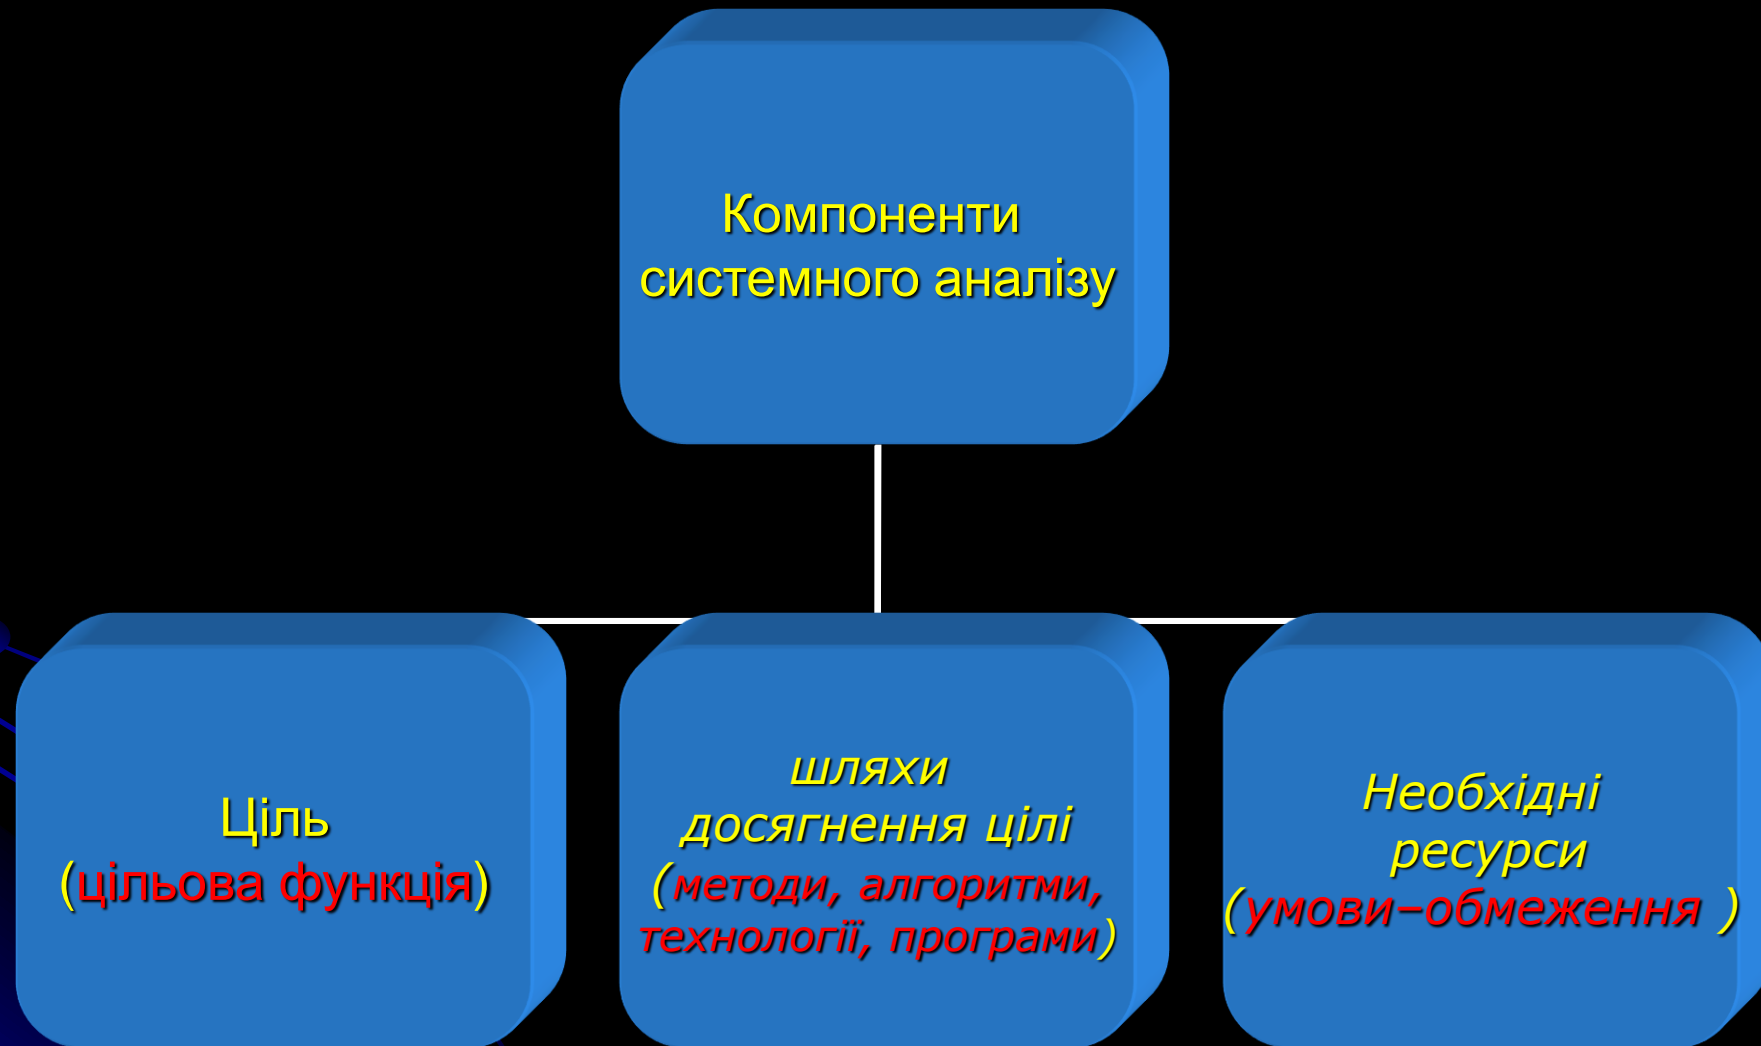 Компоненти
системного аналізу
Ціль
(цільова функція)
шляхи
досягнення цілі
(методи, алгоритми,
технології, програми)
Необхідні
ресурси
(умови–обмеження )